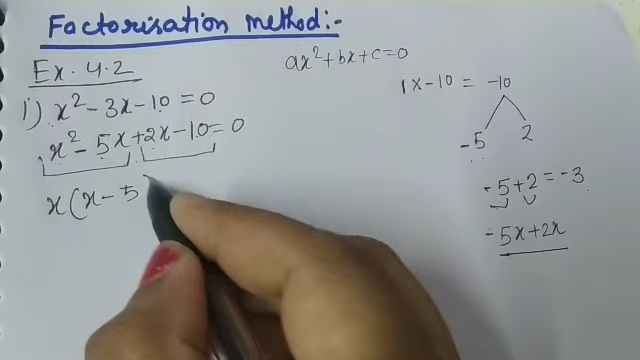 Factorisation method:-
Ex. 4.2
ax² + bx + c = 0
i) x² - 3x - 10 = 0
x² - 5x + 2x - 10 = 0
x(x - 5
1 x -10 = -10
-5 2
-5 + 2 = -3
-5x + 2x